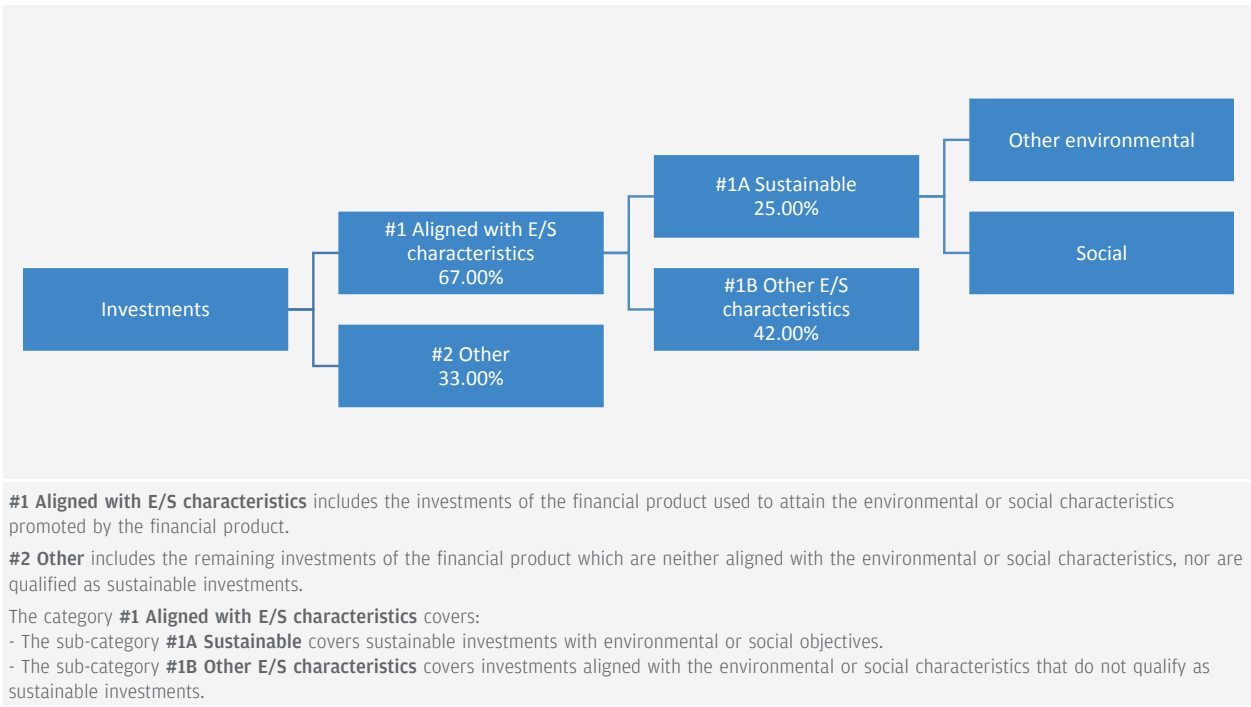 Other environmental
#1A Sustainable
25.00%
#1 Aligned with E/S
characteristics
67.00%
Social
Investments
#1B Other E/S
characteristics
42.00%
#2 Other
33.00%
#1 Aligned with E/S characteristics includes the investments of the financial product used to attain the environmental or social characteristics
promoted by the financial product.
#2 Other includes the remaining investments of the financial product which are neither aligned with the environmental or social characteristics, nor are
qualified as sustainable investments.
The category #1 Aligned with E/S characteristics covers:
- The sub-category #1A Sustainable covers sustainable investments with environmental or social objectives.
- The sub-category #1B Other E/S characteristics covers investments aligned with the environmental or social characteristics that do not qualify as
sustainable investments.